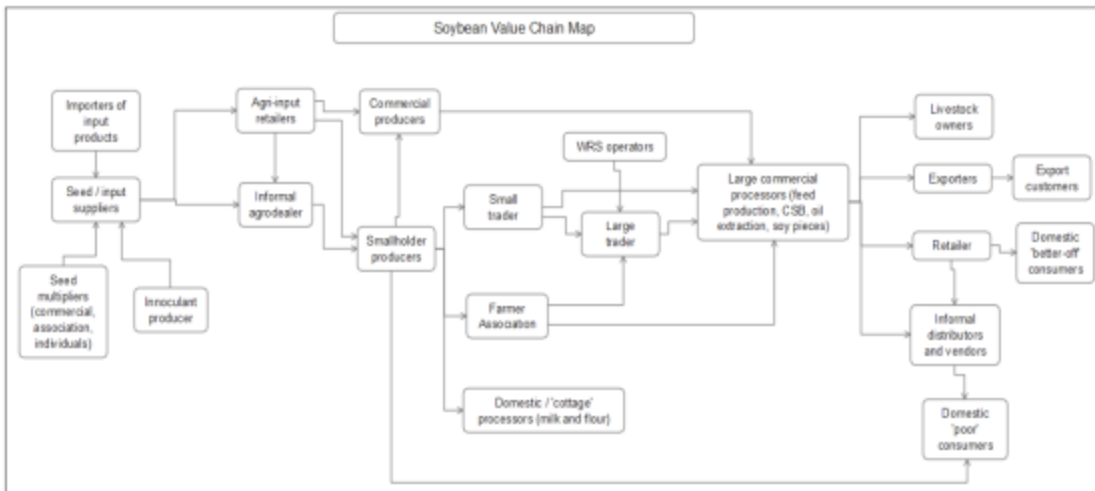 Soybean Value Chain Map
Importers of
input
products
Agri-input
retailers
Commercial
producers
Livestock
owners
WRS operators
Seed / input
suppliers
Informal
agrodealer
Small
trader
Large commercial
processors (feed
production, CSB, oil
extraction, soy pieces)
Exporters
Export
customers
Smallholder
producers
Large
trader
Retailer
Domestic
'better-off'
consumers
Seed
multipliers
(commercial,
association,
individuals)
Innoculant
producer
Farmer
Association
Informal
distributors
and vendors
Domestic / 'cottage'
processors (milk and flour)
Domestic
'poor'
consumers